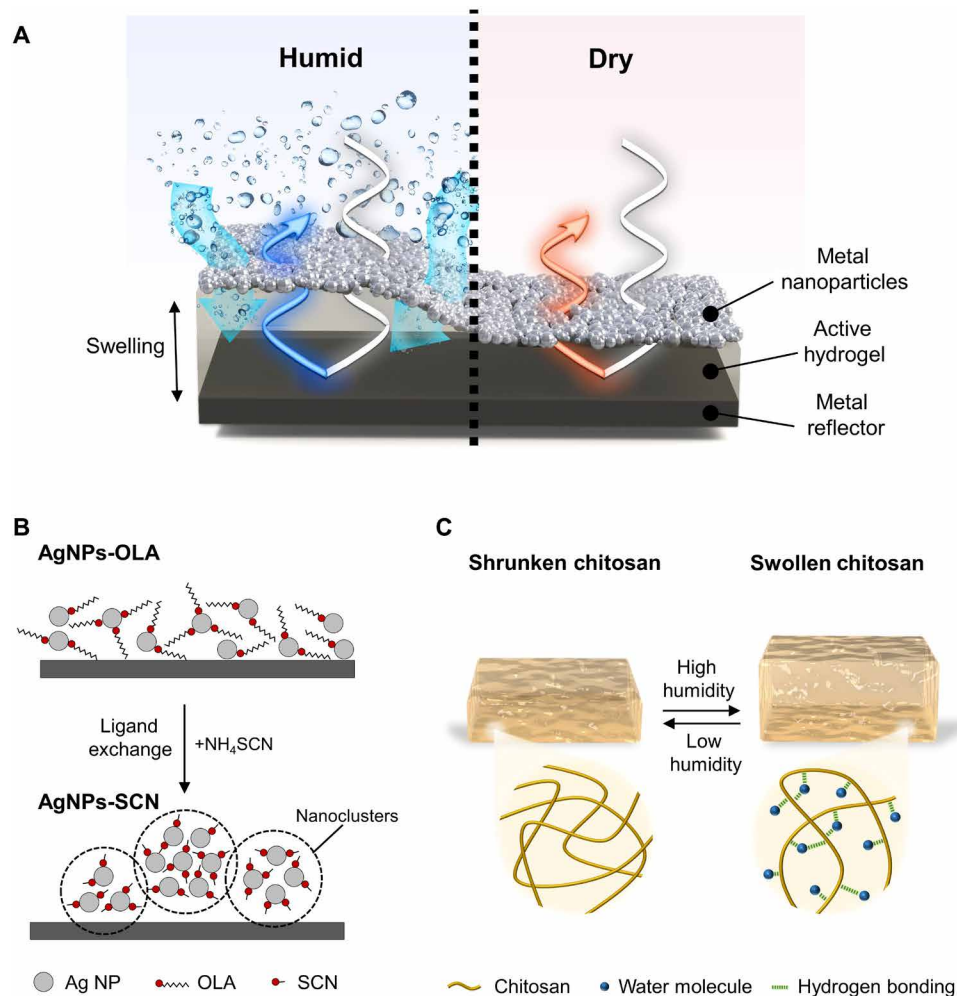 A
Humid
Dry
Swelling
Metal
nanoparticles
Active
hydrogel
Metal
reflector
B
AgNPs-OLA
Ligand
exchange
+NH₄SCN
AgNPs-SCN
Nanoclusters
Ag NP
OLA
SCN
C
Shrunken chitosan
Swollen chitosan
High
humidity
Low
humidity
Chitosan
Water molecule
Hydrogen bonding